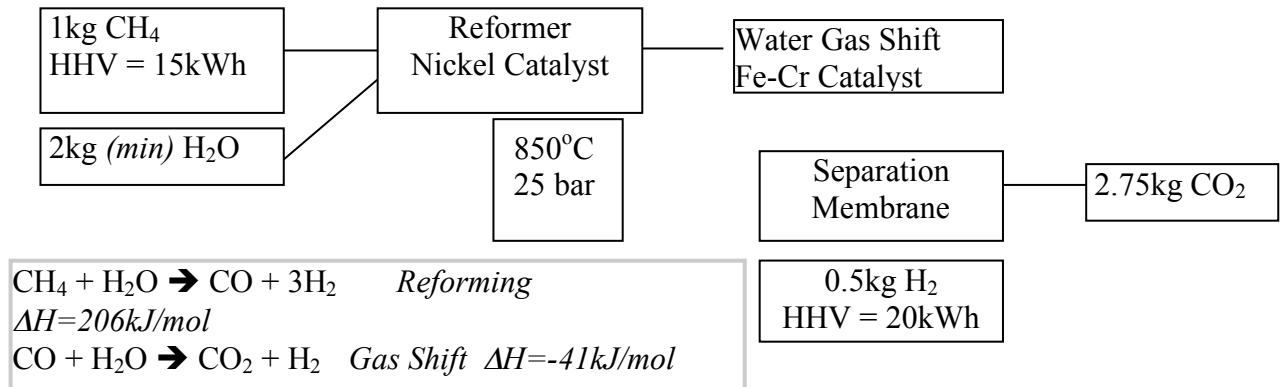 1kg CH₄
HHV = 15kWh
Reformer
Nickel Catalyst
Water Gas Shift
Fe-Cr Catalyst
2kg (min) H₂O
850°C
25 bar
Separation
Membrane
2.75kg CO₂
CH₄ + H₂O ➔ CO + 3H₂ Reforming
ΔH=206kJ/mol
CO + H₂O ➔ CO₂ + H₂ Gas Shift ΔH=-41kJ/mol
0.5kg H₂
HHV = 20kWh